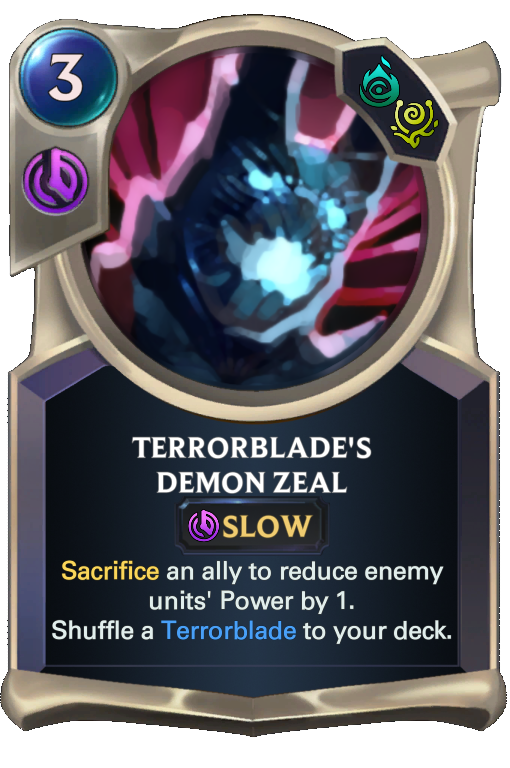 3
TERRORBLADE'S
DEMON ZEAL
SLOW
Sacrifice an ally to reduce enemy
units' Power by 1.
Shuffle a Terrorblade to your deck.